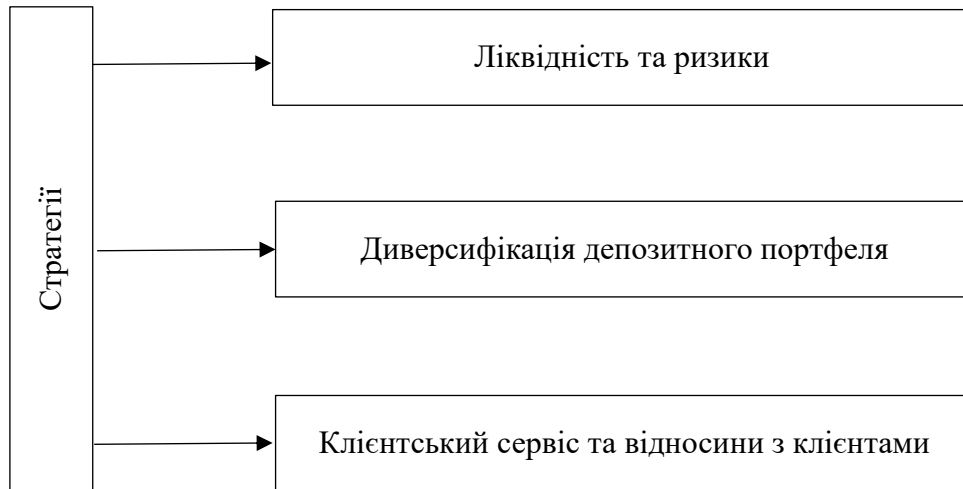 Стратегії
Ліквідність та ризики
Диверсифікація депозитного портфеля
Клієнтський сервіс та відносини з клієнтами